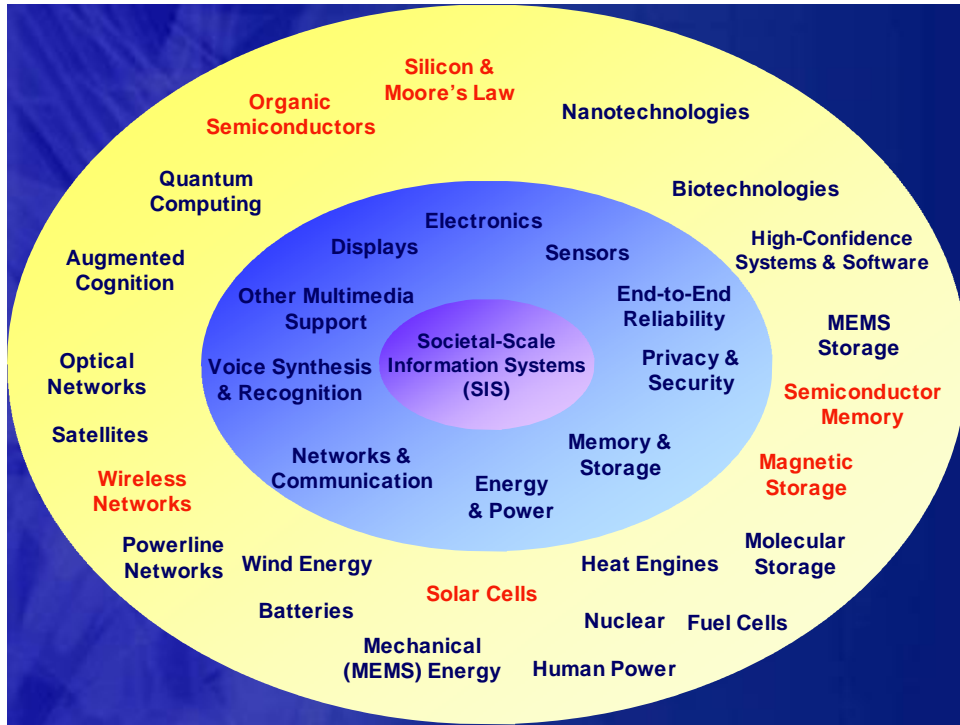 Silicon &
Moore's Law
Organic
Semiconductors
Nanotechnologies
Quantum
Computing
Biotechnologies
Augmented
Cognition
High-Confidence
Systems & Software
Electronics
Displays
Sensors
Other Multimedia
Support
End-to-End
Reliability
Societal-Scale
Information Systems
(SIS)
Voice Synthesis
& Recognition
Privacy &
Security
MEMS
Storage
Optical
Networks
Semiconductor
Memory
Satellites
Networks &
Communication
Memory &
Storage
Energy
& Power
Magnetic
Storage
Wireless
Networks
Powerline
Networks
Wind Energy
Heat Engines
Molecular
Storage
Batteries
Solar Cells
Nuclear
Fuel Cells
Mechanical
(MEMS) Energy
Human Power